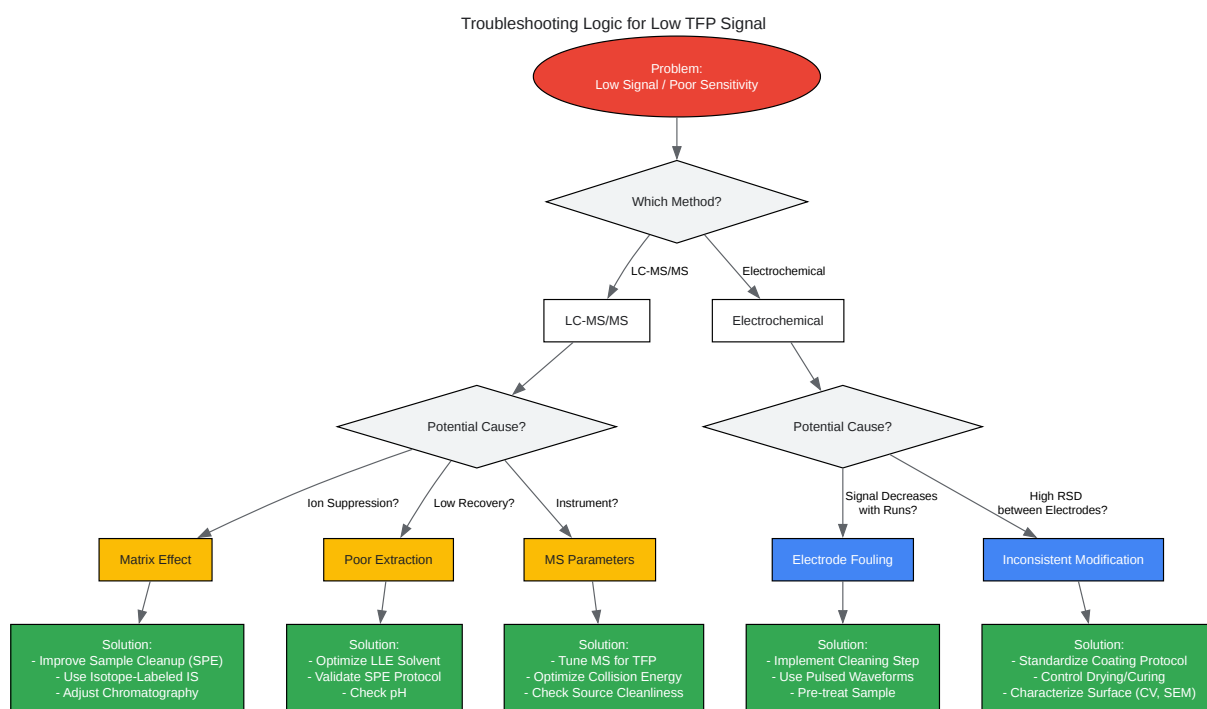 Troubleshooting Logic for Low TFP Signal
Problem:
Low Signal / Poor Sensitivity
Which Method?
LC-MS/MS
Electrochemical
LC-MS/MS
Electrochemical
Potential Cause?
Potential Cause?
Ion Suppression?
Low Recovery?
Instrument?
Signal Decreases
with Runs?
High RSD
between Electrodes?
Matrix Effect
Poor Extraction
MS Parameters
Electrode Fouling
Inconsistent Modification
Solution:
- Improve Sample Cleanup (SPE)
- Use Isotope-Labeled IS
- Adjust Chromatography
Solution:
- Optimize LLE Solvent
- Validate SPE Protocol
- Check pH
Solution:
- Tune MS for TFP
- Optimize Collision Energy
- Check Source Cleanliness
Solution:
- Implement Cleaning Step
- Use Pulsed Waveforms
- Pre-treat Sample
Solution:
- Standardize Coating Protocol
- Control Drying/Curing
- Characterize Surface (CV, SEM)